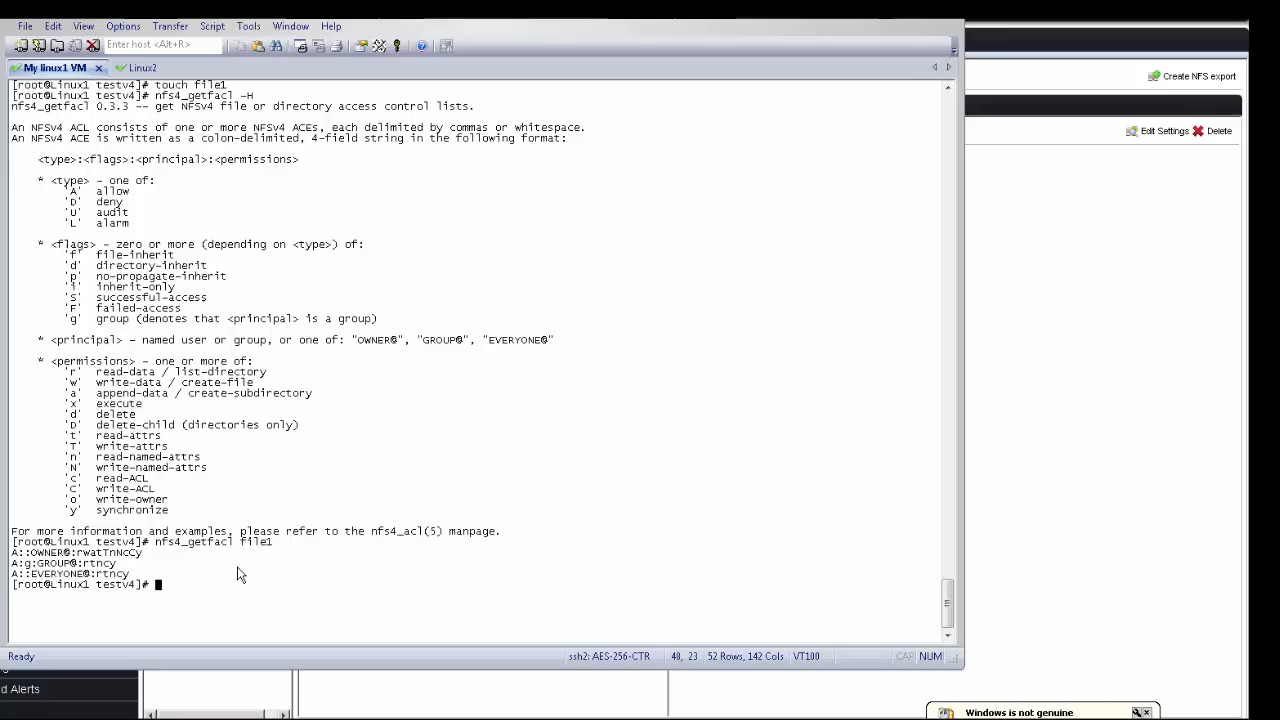 File Edit View Options Transfer Script Tools Window Help
Enter host <Alt+R>
My linux1 VM × Linux2
[root@Linux1 testv4]# touch file1
[root@Linux1 testv4]# nfs4_getfacl -H
nfs4_getfacl 0.3.3 -- get NFSv4 file or directory access control lists.
An NFSv4 ACL consists of one or more NFSv4 ACEs, each delimited by commas or whitespace.
An NFSv4 ACE is written as a colon-delimited, 4-field string in the following format:
<type>:<flags>:<principal>:<permissions>
* <type> - one of:
'A' allow
'D' deny
'U' audit
'L' alarm
* <flags> - zero or more (depending on <type>) of:
'f' file-inherit
'd' directory-inherit
'p' no-propagate-inherit
'i' inherit-only
'S' successful-access
'F' failed-access
'g' group (denotes that <principal> is a group)
* <principal> - named user or group, or one of: "OWNER@", "GROUP@", "EVERYONE@"
* <permissions> - one or more of:
'r' read-data / list-directory
'w' write-data / create-file
'a' append-data / create-subdirectory
'x' execute
'd' delete
'D' delete-child (directories only)
't' read-attrs
'T' write-attrs
'n' read-named-attrs
'N' write-named-attrs
'c' read-ACL
'C' write-ACL
'o' write-owner
'y' synchronize
For more information and examples, please refer to the nfs4_acl(5) manpage.
[root@Linux1 testv4]# nfs4_getfacl file1
A::OWNER@:rwatTnNcCy
A:g:GROUP@:rtncy
A::EVERYONE@:rtncy
[root@Linux1 testv4]#
Ready ssh2: AES-256-CTR 48, 23 52 Rows, 142 Cols VT100 CAP NUM
Create NFS export
Edit Settings Delete
d Alerts
Windows is not genuine